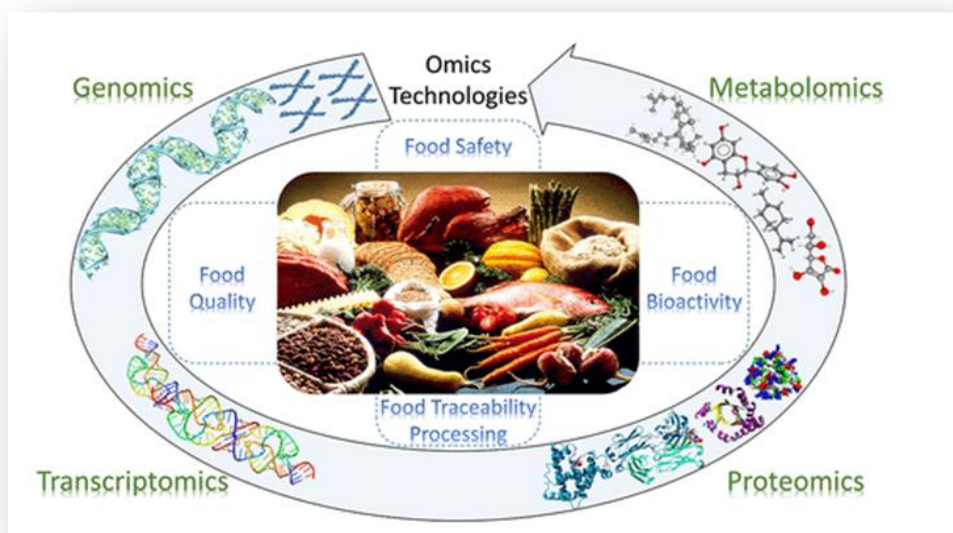 Omics
Technologies
Genomics
Metabolomics
Food Safety
Food
Quality
Food
Bioactivity
Food Traceability
Processing
Transcriptomics
Proteomics